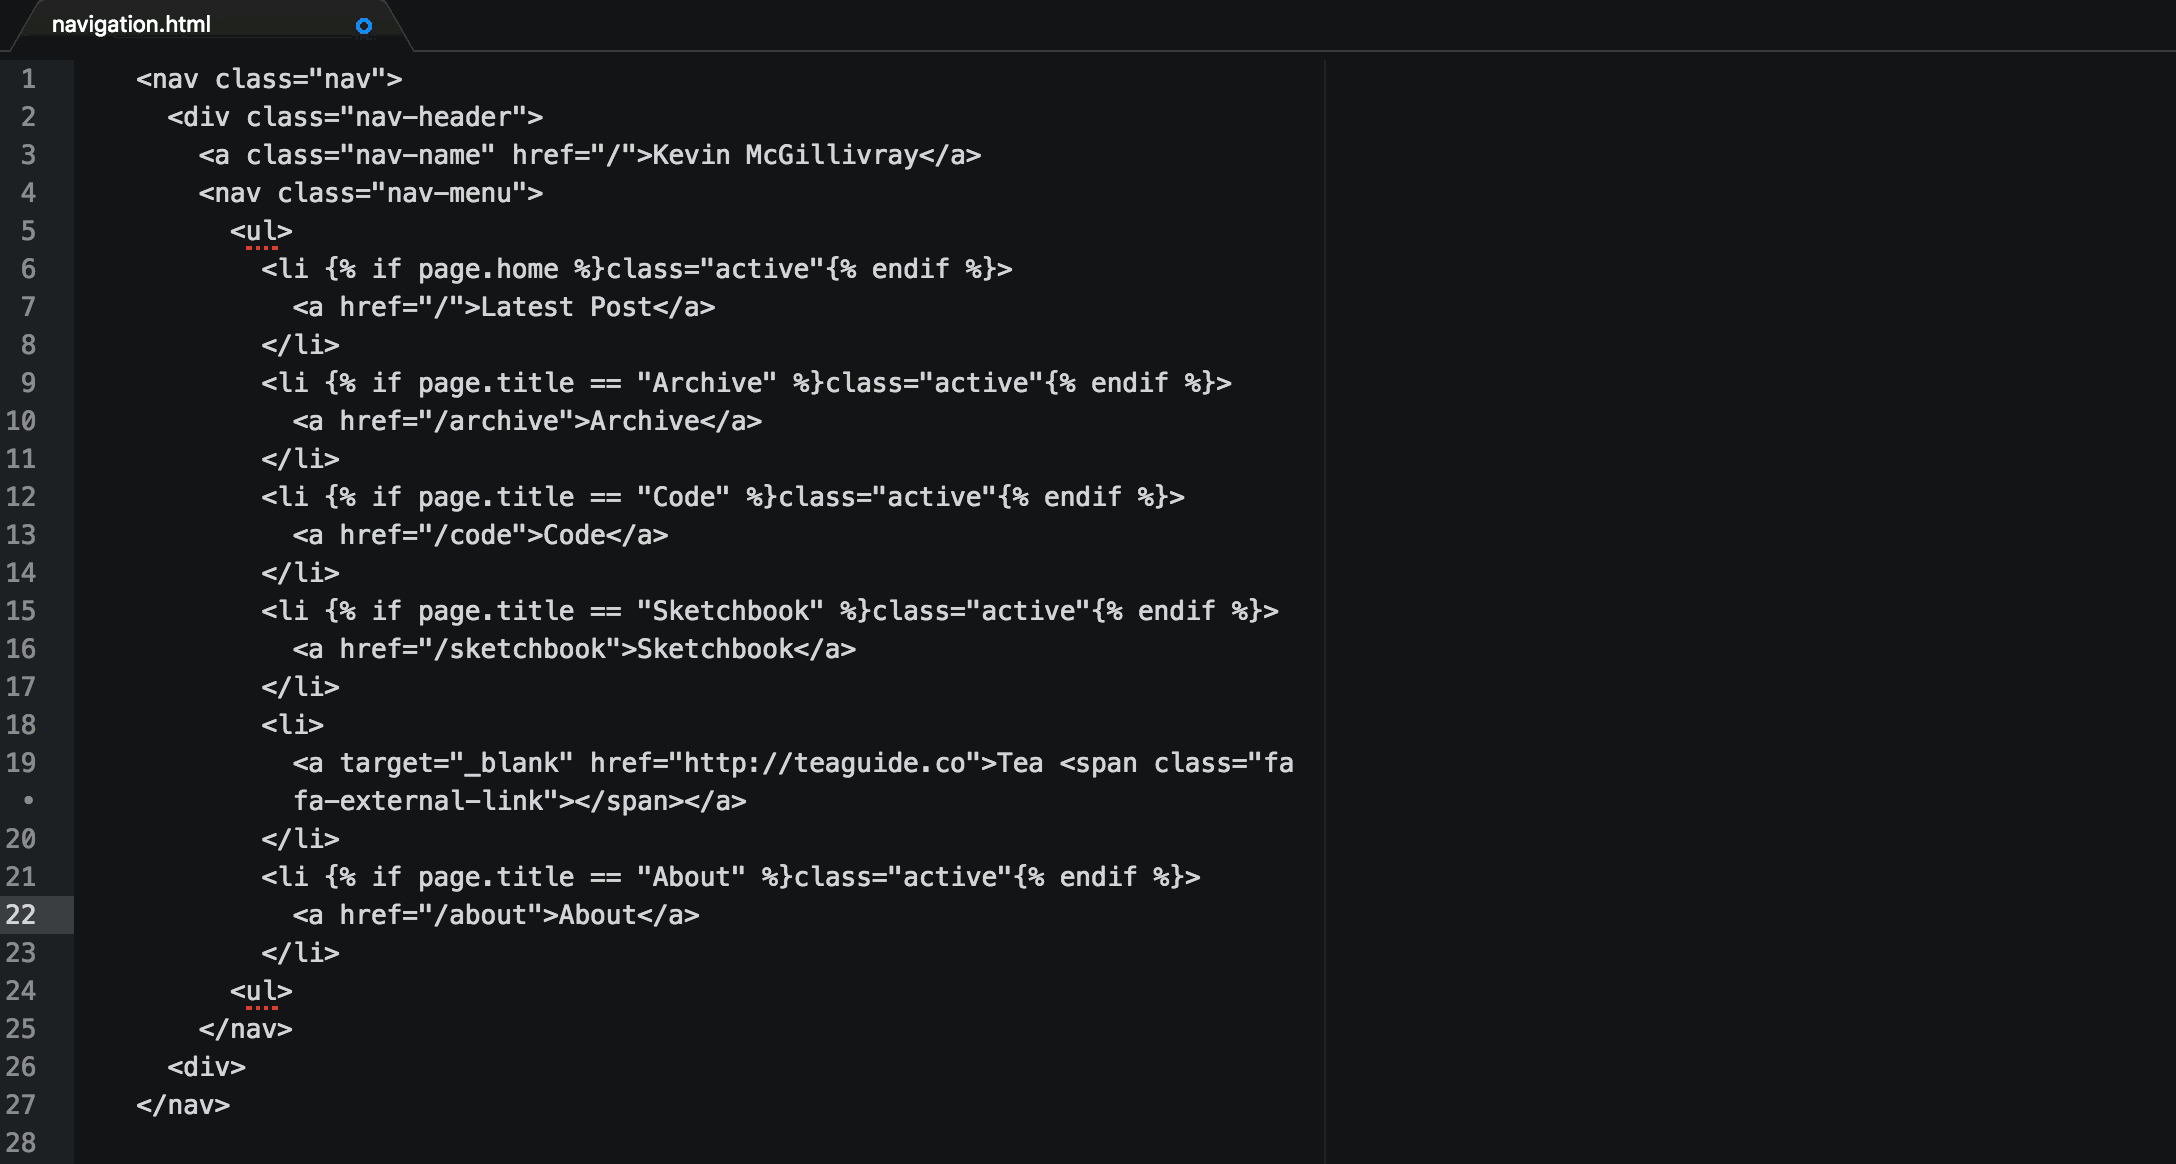 navigation.html
1 <nav class="nav">
2 <div class="nav-header">
3 <a class="nav-name" href="/">Kevin McGillivray</a>
4 <nav class="nav-menu">
5 <ul>
6 <li {% if page.home %}class="active"{% endif %}>
7 <a href="/">Latest Post</a>
8 </li>
9 <li {% if page.title == "Archive" %}class="active"{% endif %}>
10 <a href="/archive">Archive</a>
11 </li>
12 <li {% if page.title == "Code" %}class="active"{% endif %}>
13 <a href="/code">Code</a>
14 </li>
15 <li {% if page.title == "Sketchbook" %}class="active"{% endif %}>
16 <a href="/sketchbook">Sketchbook</a>
17 </li>
18 <li>
19 <a target="_blank" href="http://teaguide.co">Tea <span class="fa
• fa-external-link"></span></a>
20 </li>
21 <li {% if page.title == "About" %}class="active"{% endif %}>
22 <a href="/about">About</a>
23 </li>
24 <ul>
25 </nav>
26 <div>
27 </nav>
28